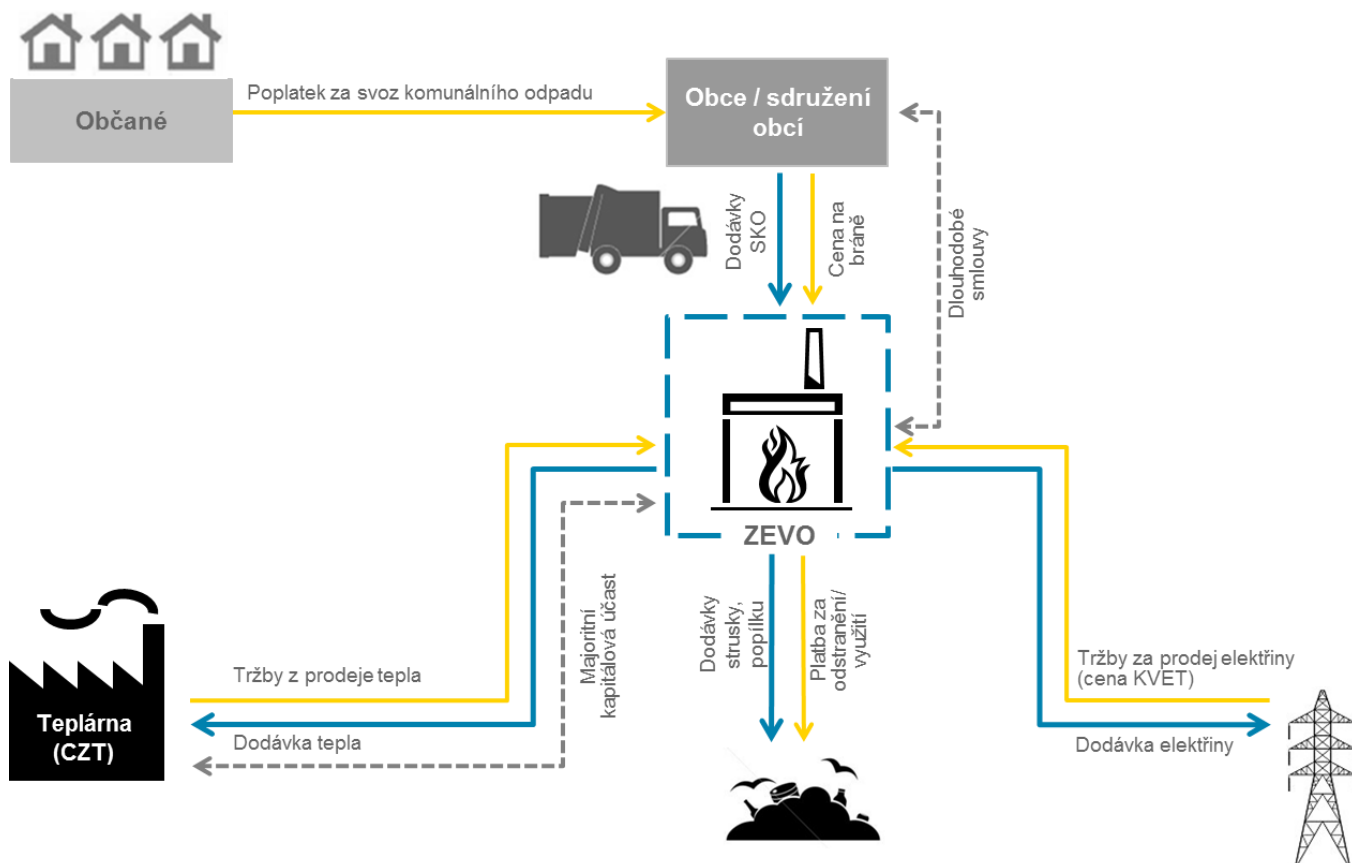 Občané
Poplatek za svoz komunálního odpadu
Obce / sdružení
obcí
Dodávky
SKO
Cena na
bráně
Dlouhodobé
smlouvy
ZEVO
Majoritní
kapitálová účast
Dodávky
strusky,
popílku
Platba za
odstranění/
využití
Teplárna
(CZT)
Tržby z prodeje tepla
Dodávka tepla
Tržby za prodej elektřiny
(cena KVET)
Dodávka elektřiny